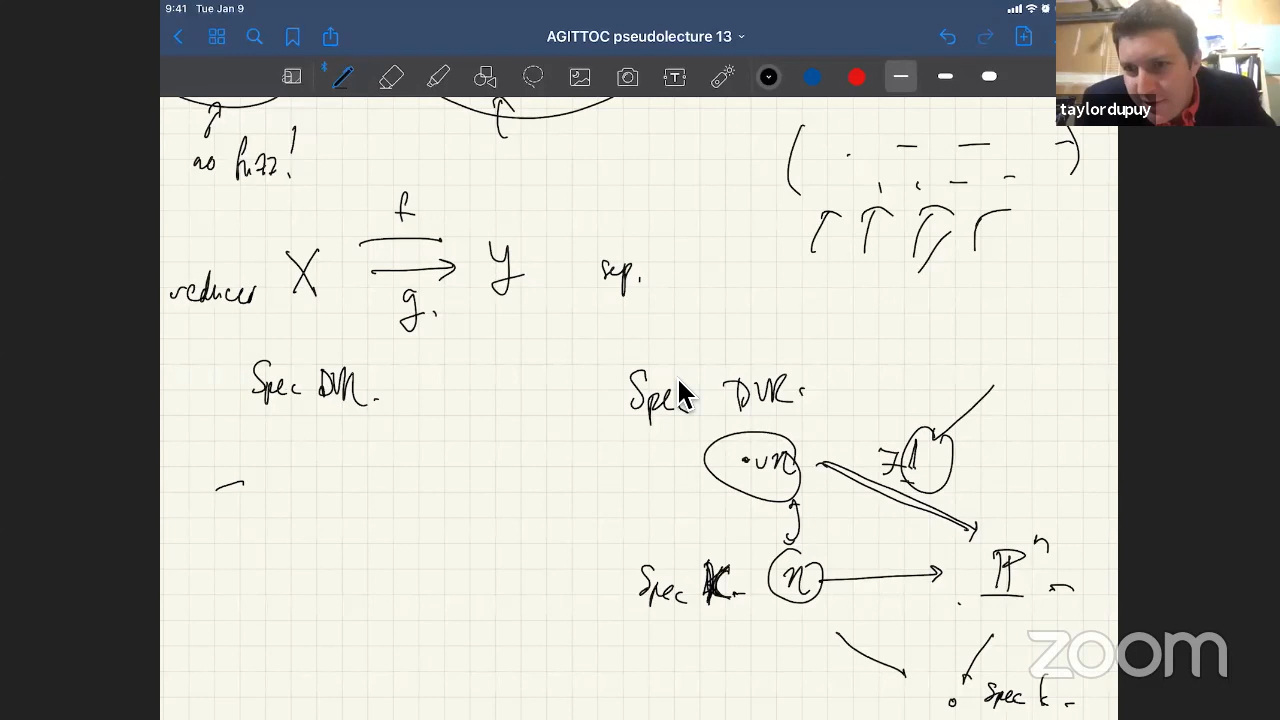 9:41 Tue Jan 9
AGITTOC pseudolecture 13
taylordupuy
no fuzz!
f
reduced X → Y sep.
g.
Spec DVR.
Spec DVR.
η ∃!
Spec K. η → ℙⁿ
Spec k.
zoom